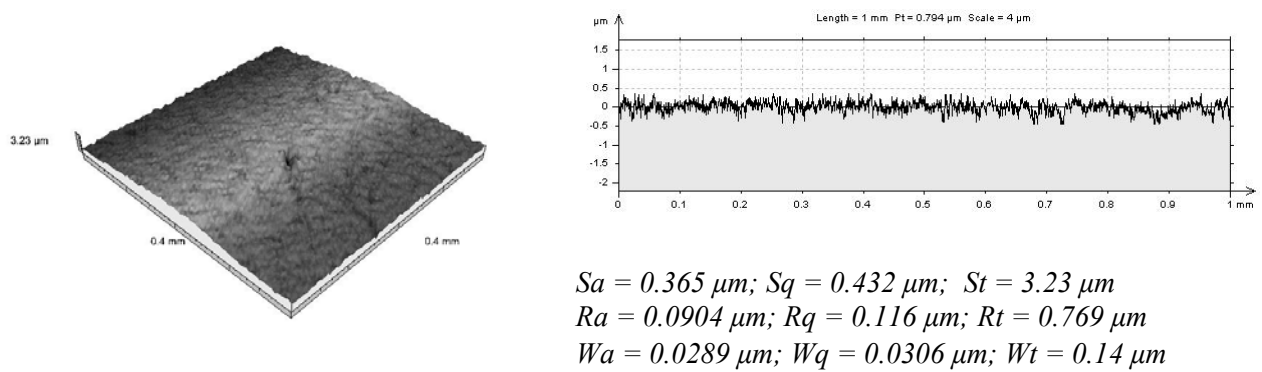 3.23 µm
0.4 mm
0.4 mm
Length = 1 mm Pt = 0.794 µm Scale = 4 µm
µm
1.5
1
0.5
0
-0.5
-1
-1.5
-2
0 0.1 0.2 0.3 0.4 0.5 0.6 0.7 0.8 0.9 1 mm
Sa = 0.365 µm; Sq = 0.432 µm; St = 3.23 µm
Ra = 0.0904 µm; Rq = 0.116 µm; Rt = 0.769 µm
Wa = 0.0289 µm; Wq = 0.0306 µm; Wt = 0.14 µm